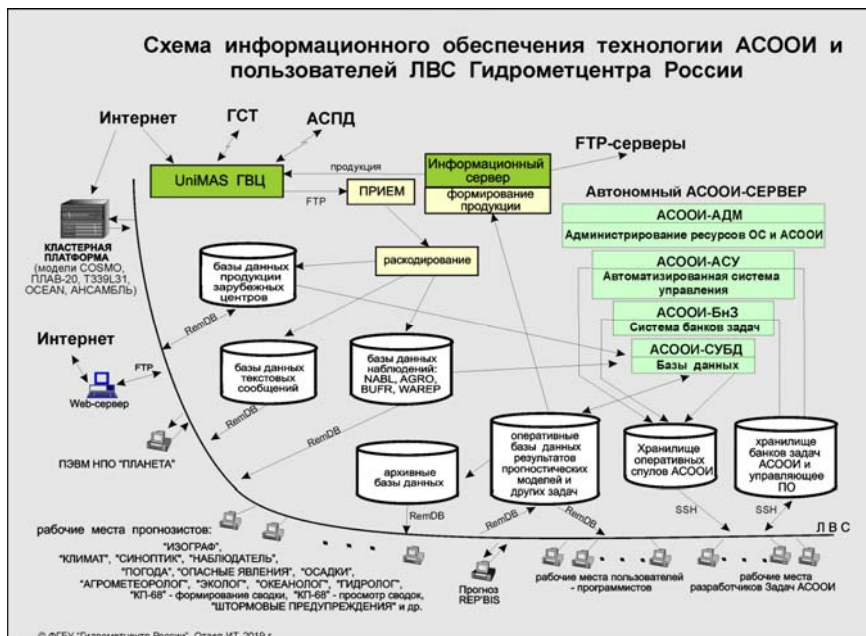 Схема информационного обеспечения технологии АСООИ и
пользователей ЛВС Гидрометцентра России
Интернет
ГСТ
АСПД
FTP-серверы
UniMAS ГВЦ
продукция
FTP
ПРИЕМ
Информационный
сервер
формирование
продукции
Автономный АСООИ-СЕРВЕР
АСООИ-АДМ
Администрирование ресурсов ОС и АСООИ
АСООИ-АСУ
Автоматизированная система
управления
АСООИ-БнЗ
Система банков задач
АСООИ-СУБД
Базы данных
КЛАСТЕРНАЯ
ПЛАТФОРМА
(модели COSMO,
ПЛАВ-20, T339L31,
OCEAN, АНСАМБЛЬ)
базы данных
продукции
зарубежных
центров
раскодирование
RemDB
Интернет
FTP
Web-сервер
базы данных
текстовых
сообщений
RemDB
базы данных
наблюдений:
NABL, AGRO,
BUFR, WAREP
RemDB
ПЭВМ НПО "ПЛАНЕТА"
архивные
базы данных
RemDB
оперативные
базы данных
результатов
прогностических
моделей и
других задач
RemDB
RemDB
Хранилище
оперативных
спулов АСООИ
SSH
хранилище
банков задач
АСООИ и
управляющее
ПО
SSH
Л В С
рабочие места прогнозистов:
"ИЗОГРАФ",
"КЛИМАТ", "СИНОПТИК", "НАБЛЮДАТЕЛЬ",
"ПОГОДА", "ОПАСНЫЕ ЯВЛЕНИЯ", "ОСАДКИ",
"АГРОМЕТЕОРОЛОГ", "ЭКОЛОГ", "ОКЕАНОЛОГ", "ГИДРОЛОГ",
"КП-68" - формирование сводки, "КП-68" - просмотр сводок,
"ШТОРМОВЫЕ ПРЕДУПРЕЖДЕНИЯ" и др.
Прогноз
REP'BIS
рабочие места пользователей
- программистов
рабочие места
разработчиков Задач АСООИ
© ФГБУ "Гидрометцентр России", Отдел ИТ, 2019 г.